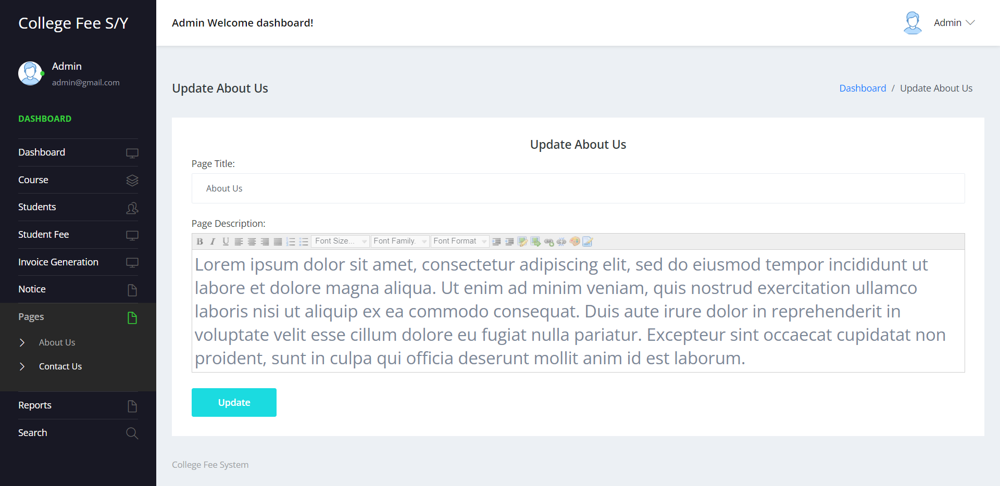 College Fee S/Y
Admin Welcome dashboard!
Admin
Admin
admin@gmail.com
DASHBOARD
Dashboard
Course
Students
Student Fee
Invoice Generation
Notice
Pages
About Us
Contact Us
Reports
Search
Update About Us
Dashboard / Update About Us
Update About Us
Page Title:
About Us
Page Description:
B I U Font Size... Font Family. Font Format
Lorem ipsum dolor sit amet, consectetur adipiscing elit, sed do eiusmod tempor incididunt ut
labore et dolore magna aliqua. Ut enim ad minim veniam, quis nostrud exercitation ullamco
laboris nisi ut aliquip ex ea commodo consequat. Duis aute irure dolor in reprehenderit in
voluptate velit esse cillum dolore eu fugiat nulla pariatur. Excepteur sint occaecat cupidatat non
proident, sunt in culpa qui officia deserunt mollit anim id est laborum.
Update
College Fee System